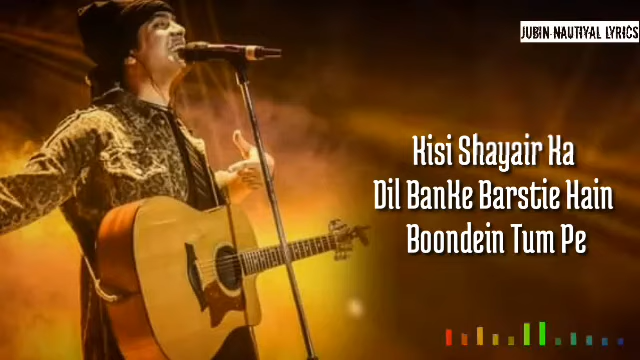 JUBIN NAUTIYAL LYRICS
Kisi Shayair Ka
Dil BanKe Barstie Hain
Boondein Tum Pe